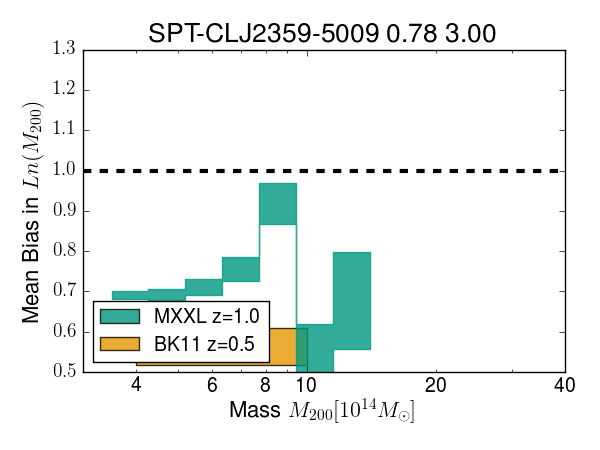 SPT-CLJ2359-5009 0.78 3.00
1.3
1.2
1.1
1.0
0.9
0.8
0.7
0.6
0.5
Mean Bias in Ln(M₂₀₀)
MXXL z=1.0
BK11 z=0.5
4 6 8 10 20 40
Mass M₂₀₀[10¹⁴M☉]